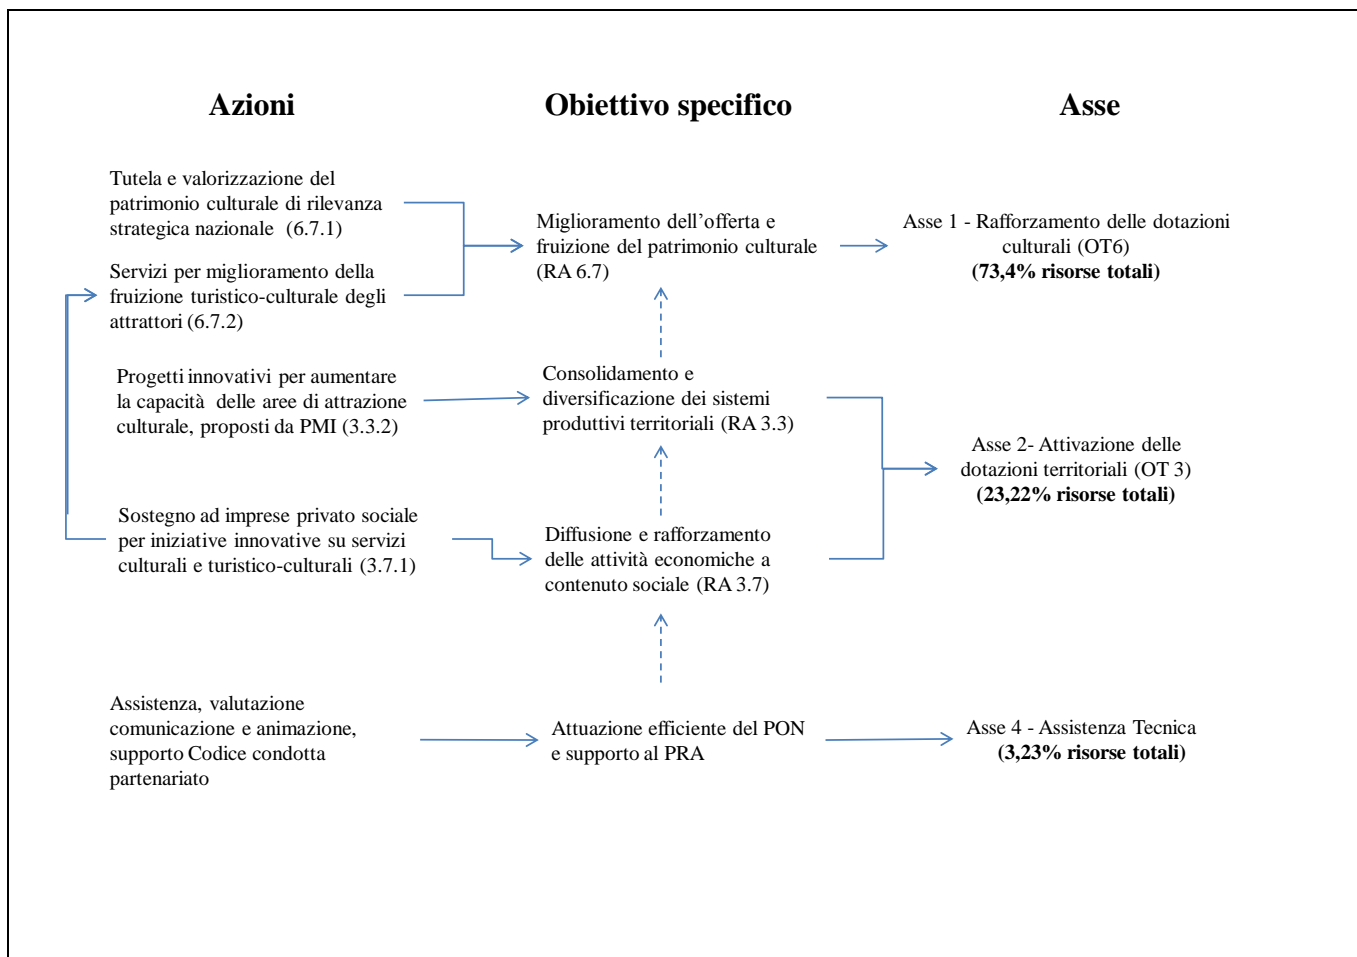 Azioni
Obiettivo specifico
Asse
Tutela e valorizzazione del
patrimonio culturale di rilevanza
strategica nazionale (6.7.1)
Miglioramento dell’offerta e
fruizione del patrimonio culturale
(RA 6.7)
Asse 1 - Rafforzamento delle dotazioni
culturali (OT6)
(73,4% risorse totali)
Servizi per miglioramento della
fruizione turistico-culturale degli
attrattori (6.7.2)
Progetti innovativi per aumentare
la capacità delle aree di attrazione
culturale, proposti da PMI (3.3.2)
Consolidamento e
diversificazione dei sistemi
produttivi territoriali (RA 3.3)
Asse 2- Attivazione delle
dotazioni territoriali (OT 3)
(23,22% risorse totali)
Sostegno ad imprese privato sociale
per iniziative innovative su servizi
culturali e turistico-culturali (3.7.1)
Diffusione e rafforzamento
delle attività economiche a
contenuto sociale (RA 3.7)
Assistenza, valutazione
comunicazione e animazione,
supporto Codice condotta
partenariato
Attuazione efficiente del PON
e supporto al PRA
Asse 4 - Assistenza Tecnica
(3,23% risorse totali)